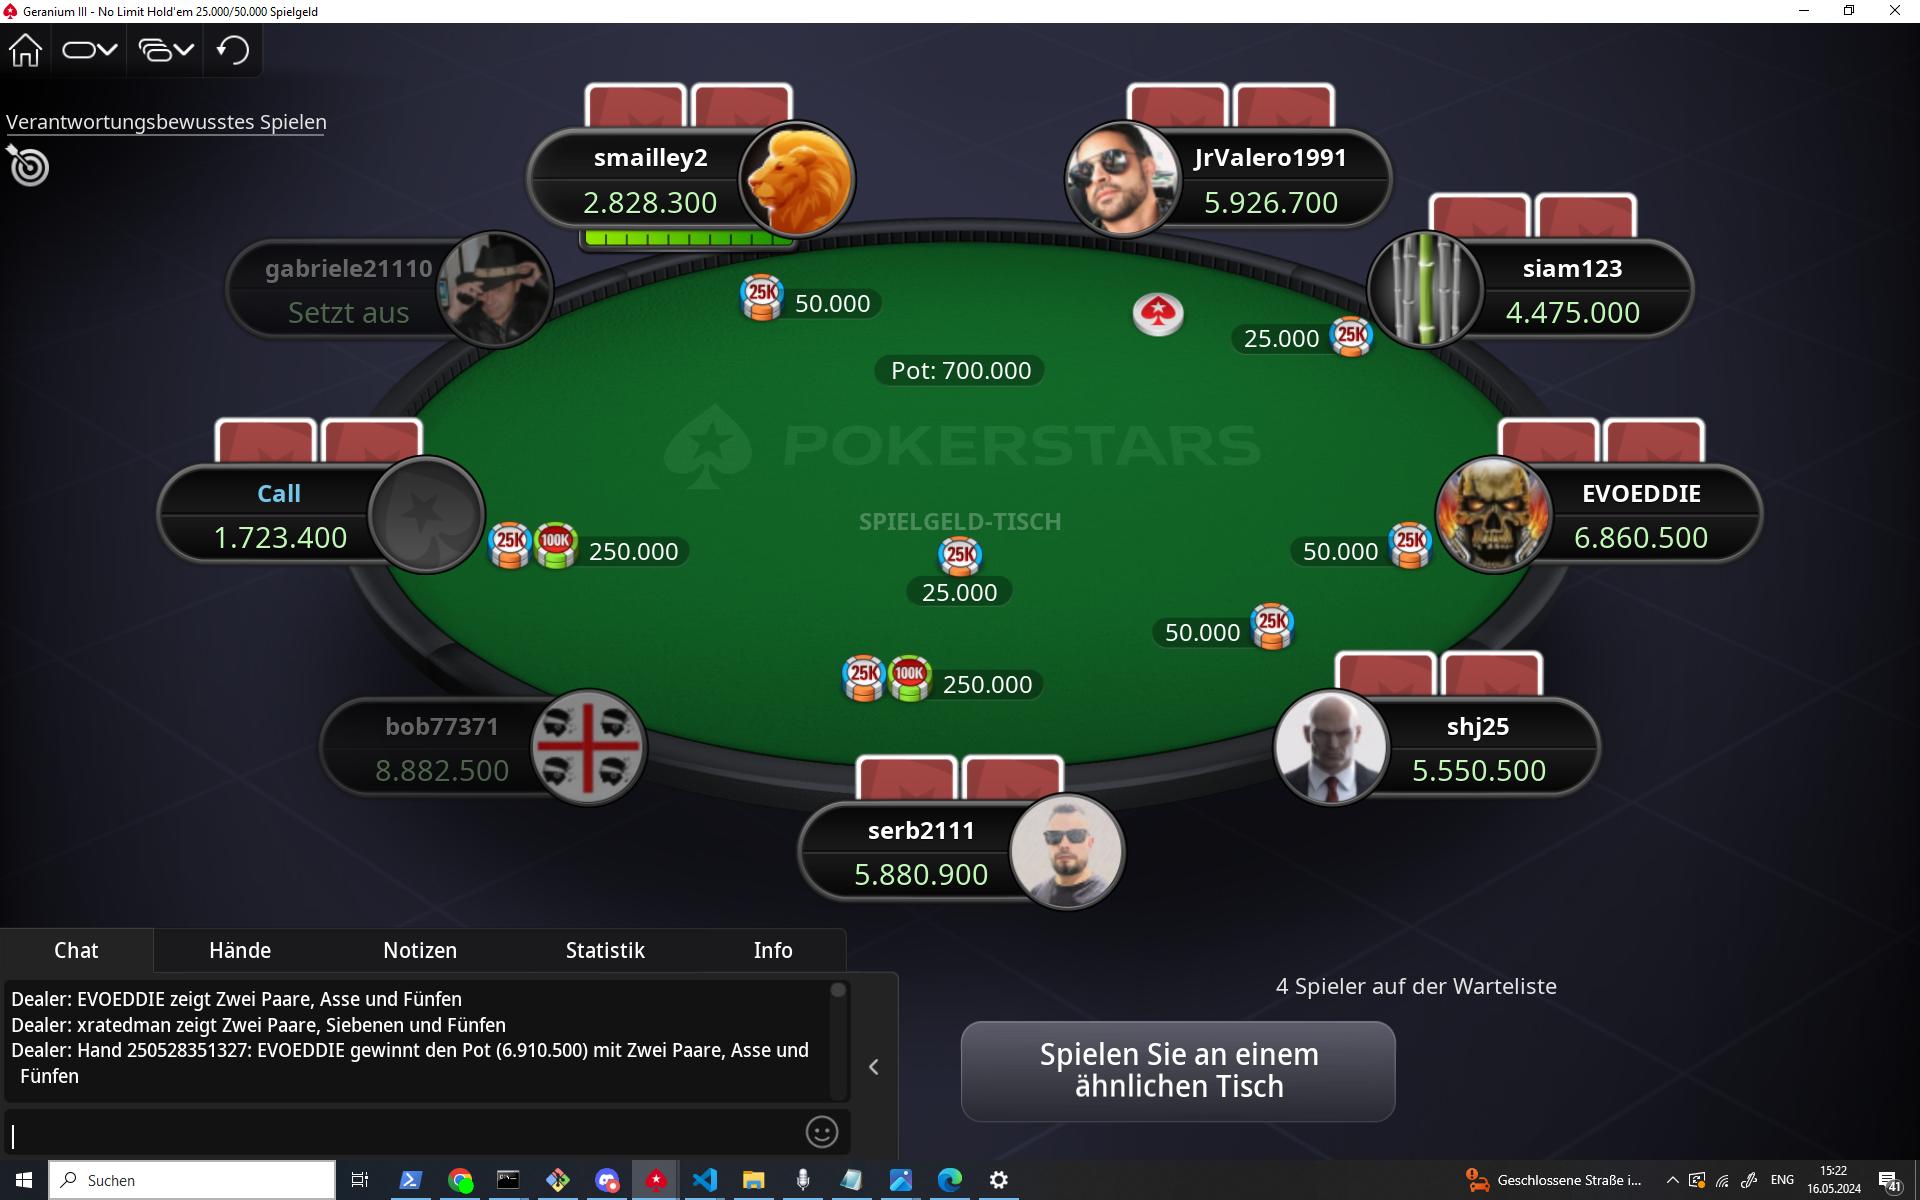 Geranium III - No Limit Hold'em 25.000/50.000 Spielgeld
Verantwortungsbewusstes Spielen
smailley2
2.828.300
JrValero1991
5.926.700
gabriele21110
Setzt aus
siam123
4.475.000
25K 50.000
25.000 25K
Pot: 700.000
POKERSTARS
Call
1.723.400
EVOEDDIE
6.860.500
SPIELGELD-TISCH
25K 100K 250.000
50.000 25K
25K
25.000
50.000 25K
25K 100K 250.000
bob77371
8.882.500
shj25
5.550.500
serb2111
5.880.900
Chat Hände Notizen Statistik Info
Dealer: EVOEDDIE zeigt Zwei Paare, Asse und Fünfen
Dealer: xratedman zeigt Zwei Paare, Siebenen und Fünfen
Dealer: Hand 250528351327: EVOEDDIE gewinnt den Pot (6.910.500) mit Zwei Paare, Asse und
Fünfen
4 Spieler auf der Warteliste
Spielen Sie an einem
ähnlichen Tisch
Suchen
Geschlossene Straße i...
ENG
15:22
16.05.2024
41